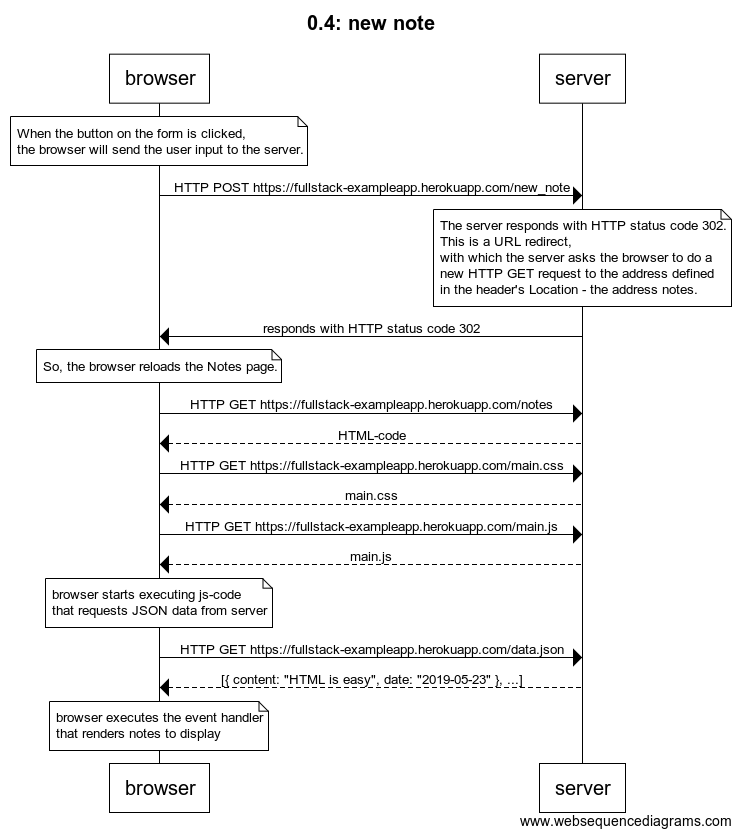 0.4: new note
browser
server
When the button on the form is clicked,
the browser will send the user input to the server.
HTTP POST https://fullstack-exampleapp.herokuapp.com/new_note
The server responds with HTTP status code 302.
This is a URL redirect,
with which the server asks the browser to do a
new HTTP GET request to the address defined
in the header's Location - the address notes.
responds with HTTP status code 302
So, the browser reloads the Notes page.
HTTP GET https://fullstack-exampleapp.herokuapp.com/notes
HTML-code
HTTP GET https://fullstack-exampleapp.herokuapp.com/main.css
main.css
HTTP GET https://fullstack-exampleapp.herokuapp.com/main.js
main.js
browser starts executing js-code
that requests JSON data from server
HTTP GET https://fullstack-exampleapp.herokuapp.com/data.json
[{ content: "HTML is easy", date: "2019-05-23" }, ...]
browser executes the event handler
that renders notes to display
browser
server
www.websequencediagrams.com